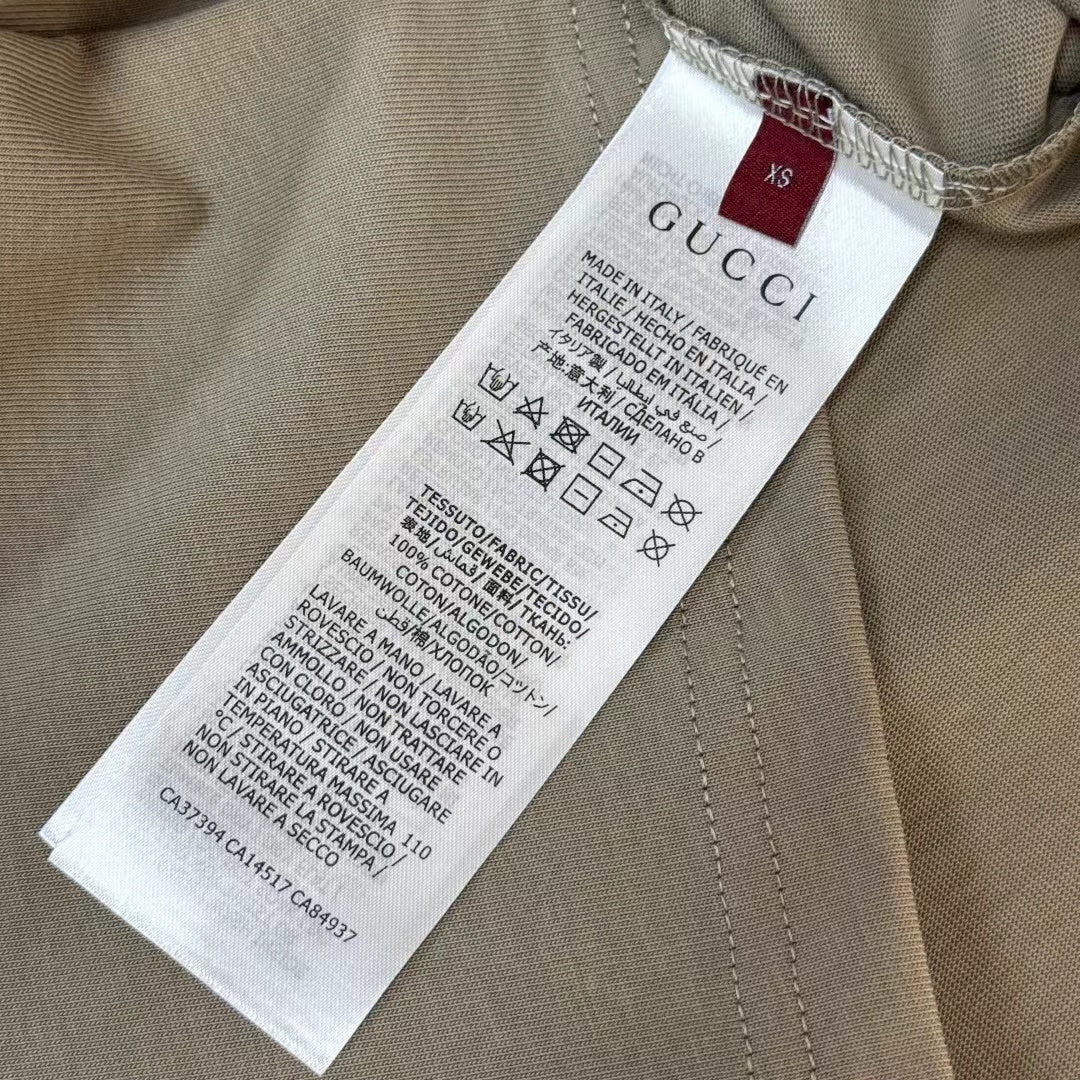 XS
GUCCI
MADE IN ITALY / FABRIQUÉ EN
ITALIE / HECHO EN ITALIA /
HERGESTELLT IN ITALIEN /
FABRICADO EM ITÁLIA /
イタリア製 / صنع في إيطاليا /
产地:意大利 / СДЕЛАНО В
ИТАЛИИ
TESSUTO/FABRIC/TISSU/
TEJIDO/GEWEBE/TECIDO/
表地/قماش/面料/ТКАНЬ:
100% COTONE/COTTON/
COTON/ALGODON/
BAUMWOLLE/ALGODÃO/コットン/
قطن/棉/ХЛОПОК
LAVARE A MANO / LAVARE A
ROVESCIO / NON TORCERE O
STRIZZARE / NON LASCIARE IN
AMMOLLO / NON TRATTARE
CON CLORO / NON USARE
ASCIUGATRICE / ASCIUGARE
IN PIANO / STIRARE A
TEMPERATURA MASSIMA 110
°C / STIRARE A ROVESCIO /
NON STIRARE LA STAMPA /
NON LAVARE A SECCO
CA37394 CA14517 CA84937